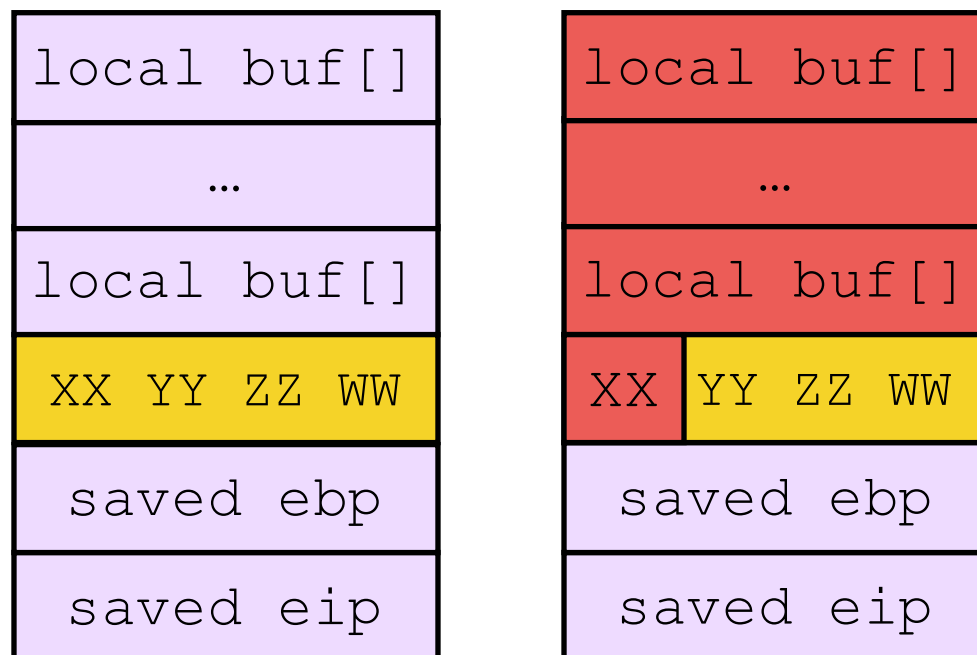 local buf[]
…
local buf[]
XX YY ZZ WW
saved ebp
saved eip
local buf[]
…
local buf[]
XX YY ZZ WW
saved ebp
saved eip